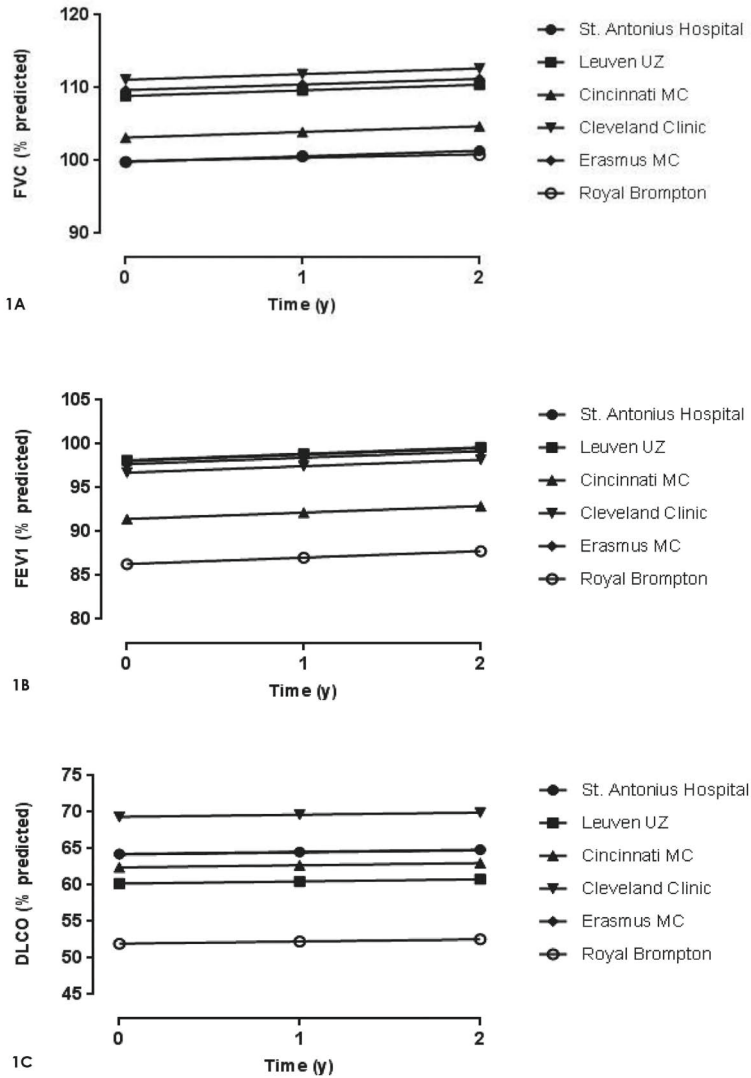 120
110
100
90
FVC (% predicted)
0 1 2
Time (y)
St. Antonius Hospital
Leuven UZ
Cincinnati MC
Cleveland Clinic
Erasmus MC
Royal Brompton
1A
105
100
95
90
85
80
FEV1 (% predicted)
0 1 2
Time (y)
St. Antonius Hospital
Leuven UZ
Cincinnati MC
Cleveland Clinic
Erasmus MC
Royal Brompton
1B
75
70
65
60
55
50
45
DLCO (% predicted)
0 1 2
Time (y)
St. Antonius Hospital
Leuven UZ
Cincinnati MC
Cleveland Clinic
Erasmus MC
Royal Brompton
1C